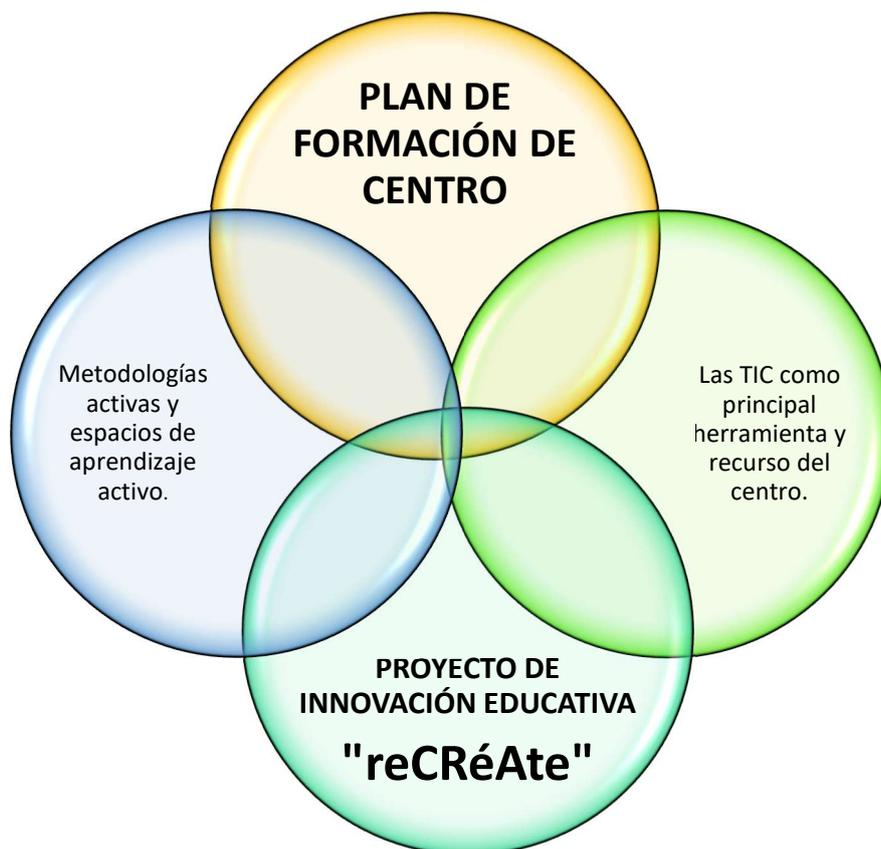 PLAN DE
FORMACIÓN DE
CENTRO
Metodologías
activas y
espacios de
aprendizaje
activo.
Las TIC como
principal
herramienta y
recurso del
centro.
PROYECTO DE
INNOVACIÓN EDUCATIVA
"reCRéAte"